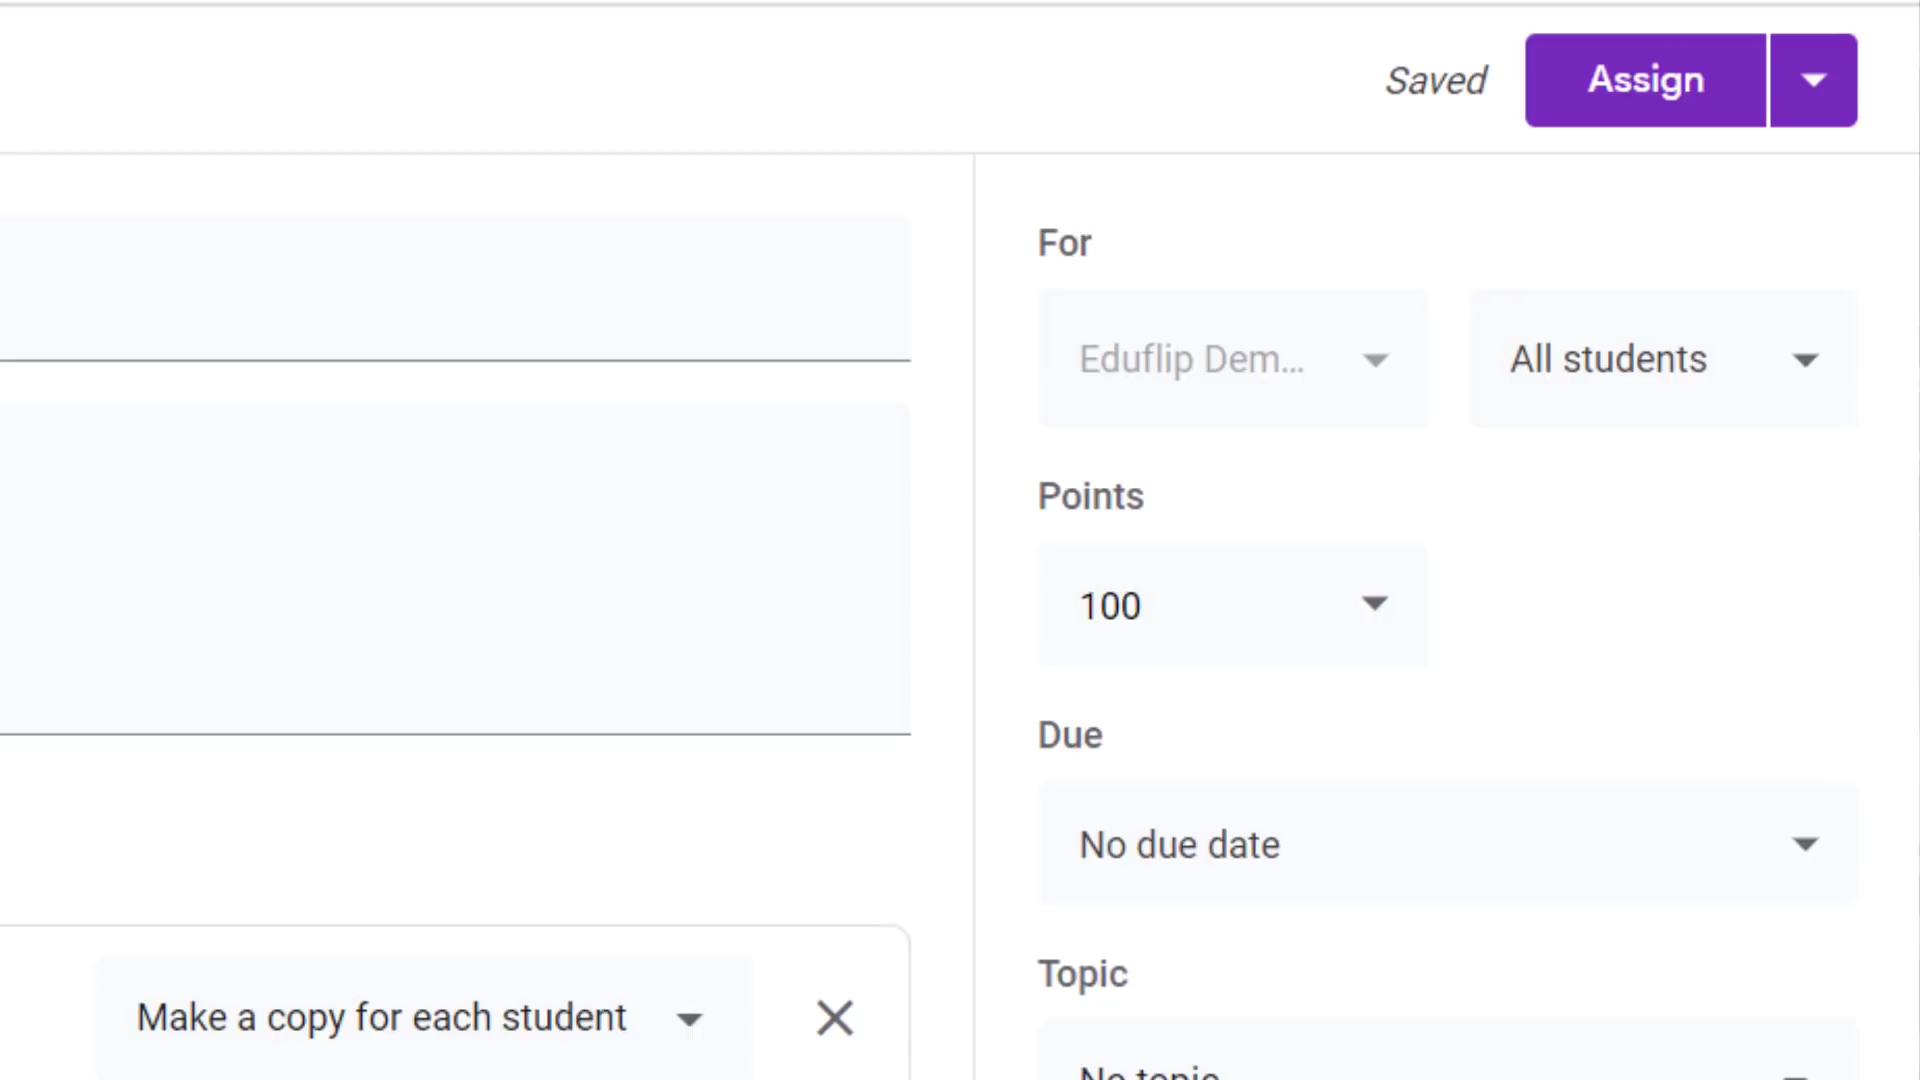 Saved
Assign
For
Eduflip Dem...
All students
Points
100
Due
No due date
Topic
No topic
Make a copy for each student